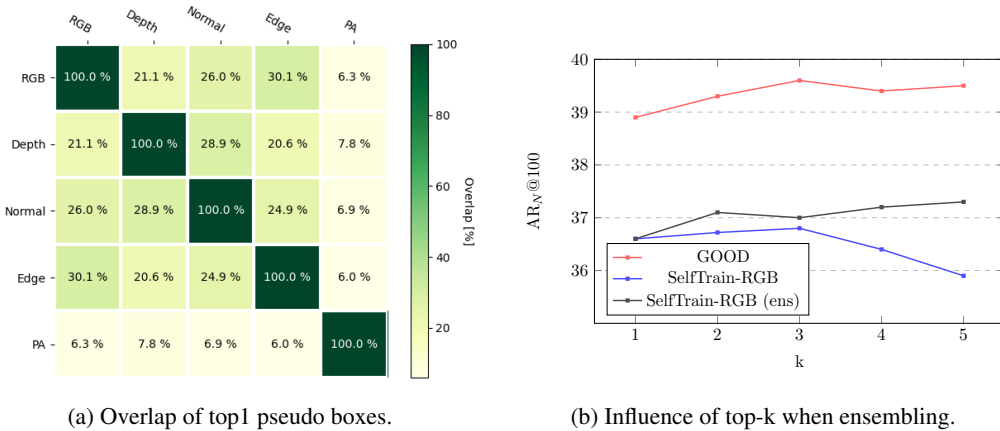 RGB Depth Normal Edge PA
RGB 100.0 % 21.1 % 26.0 % 30.1 % 6.3 %
Depth 21.1 % 100.0 % 28.9 % 20.6 % 7.8 %
Normal 26.0 % 28.9 % 100.0 % 24.9 % 6.9 %
Edge 30.1 % 20.6 % 24.9 % 100.0 % 6.0 %
PA 6.3 % 7.8 % 6.9 % 6.0 % 100.0 %
100
80
60
40
20
Overlap [%]
(a) Overlap of top1 pseudo boxes.
40
39
38
37
36
AR_N@100
GOOD
SelfTrain-RGB
SelfTrain-RGB (ens)
1 2 3 4 5
k
(b) Influence of top-k when ensembling.